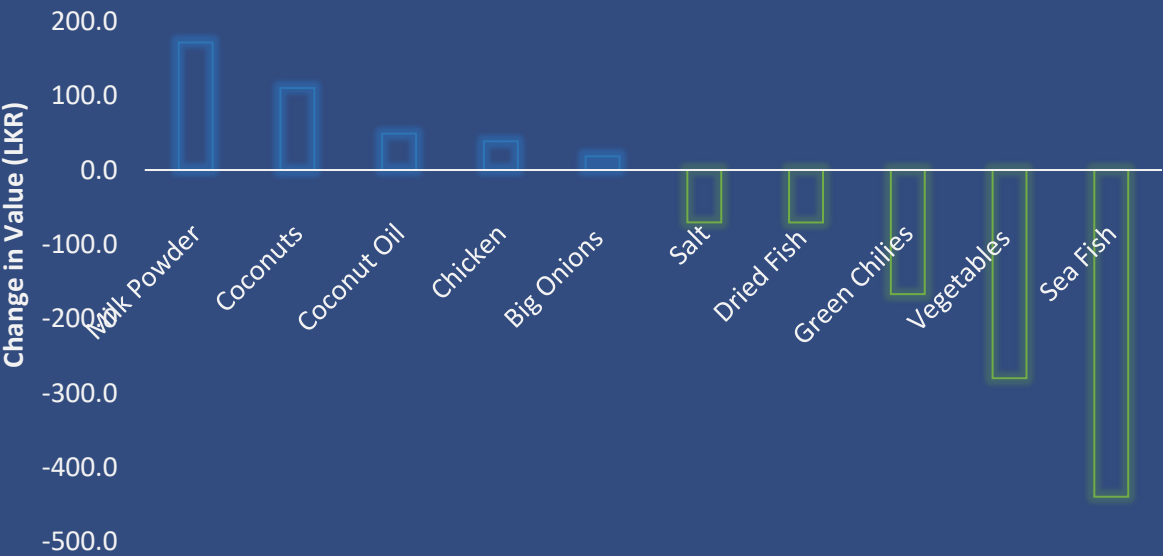 Change in Value (LKR)
200.0
100.0
0.0
-100.0
-200.0
-300.0
-400.0
-500.0
Milk Powder
Coconuts
Coconut Oil
Chicken
Big Onions
Salt
Dried Fish
Green Chilies
Vegetables
Sea Fish